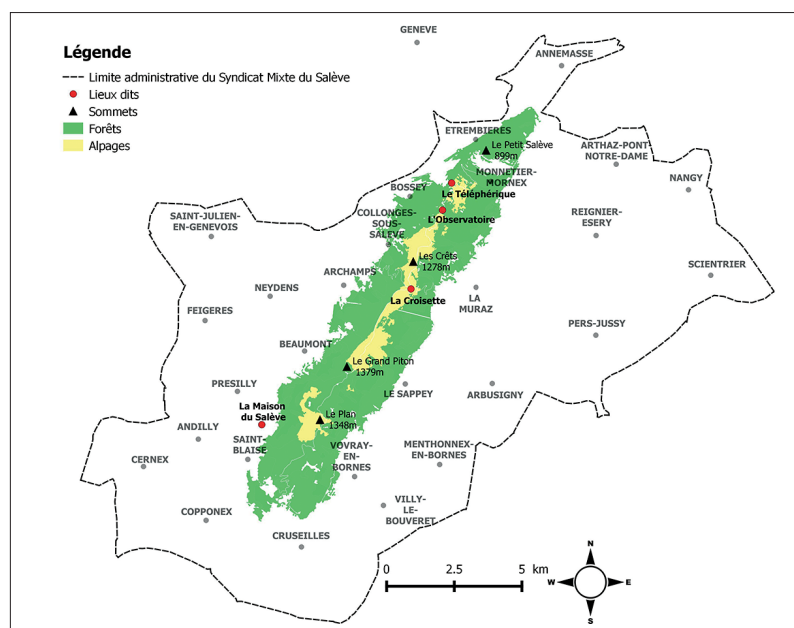 GENEVE
ANNEMASSE
Légende
Limite administrative du Syndicat Mixte du Salève
Lieux dits
Sommets
Forêts
Alpages
ETREMBIERES
Le Petit Salève
899m
ARTHAZ-PONT
NOTRE-DAME
MONNETIER-
MORNEX
NANGY
BOSSEY
Le Téléphérique
COLLONGES-
SOUS-
SALEVE
L'Observatoire
SAINT-JULIEN-
EN-GENEVOIS
REIGNIER-
ESERY
Les Crêts
1278m
SCIENTRIER
ARCHAMPS
NEYDENS
La Croisette
LA
MURAZ
FEIGERES
PERS-JUSSY
BEAUMONT
Le Grand Piton
1379m
PRESILLY
LE SAPPEY
ARBUSIGNY
La Maison
du Salève
Le Plan
1348m
ANDILLY
SAINT-
BLAISE
VOVRAY-
EN-
BORNES
MENTHONNEX-
EN-BORNES
CERNEX
VILLY-
LE-
BOUVERET
COPPONEX
CRUSEILLES
0 2.5 5 km
N
W E
S